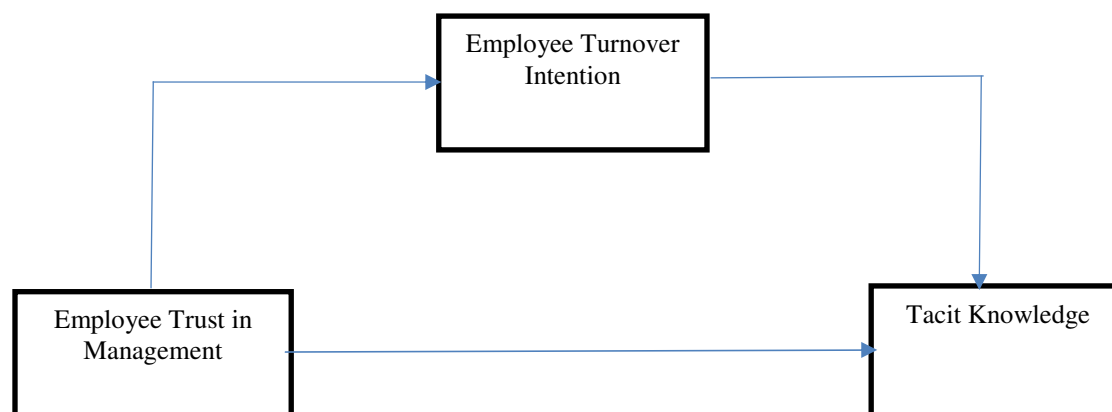 Employee Turnover
Intention
Employee Trust in
Management
Tacit Knowledge